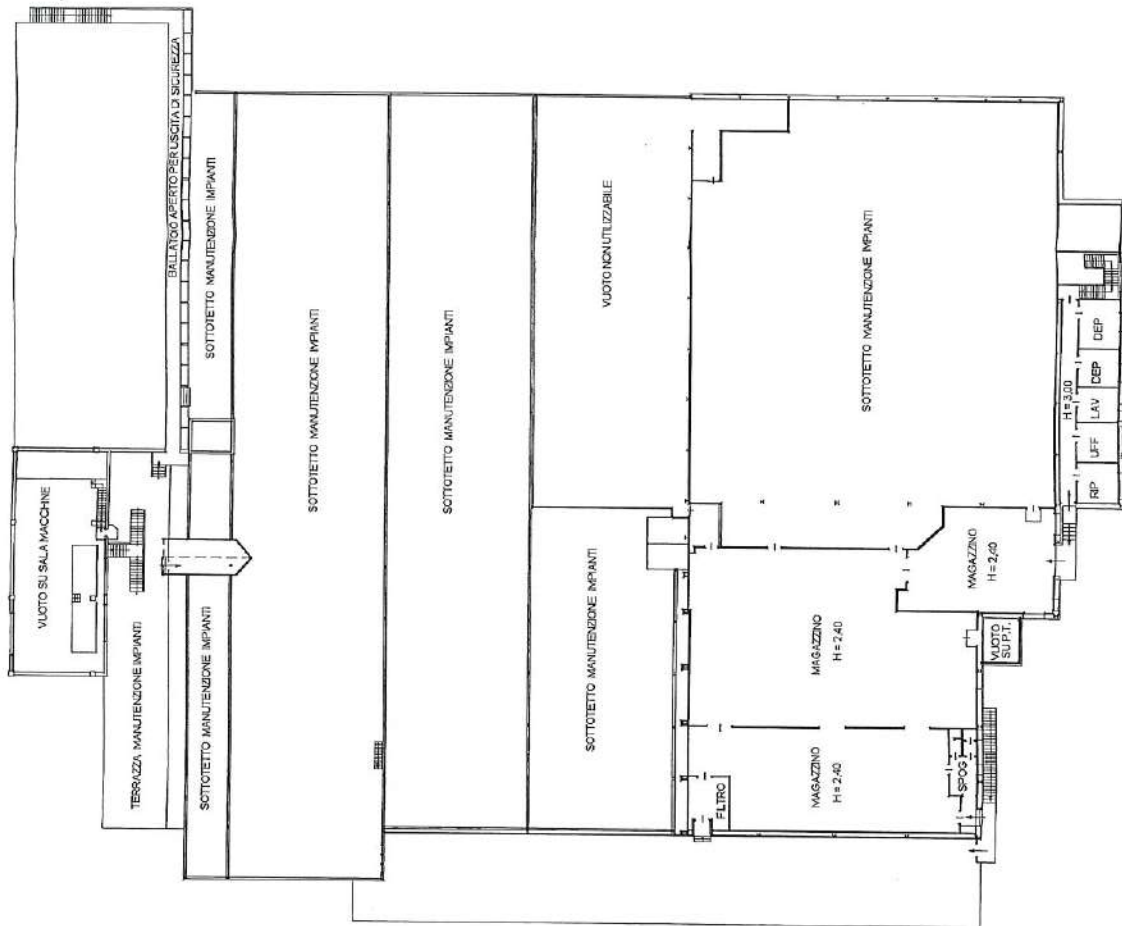 BALLATOIO APERTO PER USCITA DI SICUREZZA
SOTTOTETTO MANUTENZIONE IMPIANTI
VUOTO SU SALA MACCHINE
TERRAZZA MANUTENZIONE IMPIANTI
SOTTOTETTO MANUTENZIONE IMPIANTI
SOTTOTETTO MANUTENZIONE IMPIANTI
SOTTOTETTO MANUTENZIONE IMPIANTI
VUOTO NON UTILIZZABILE
SOTTOTETTO MANUTENZIONE IMPIANTI
SOTTOTETTO MANUTENZIONE IMPIANTI
MAGAZZINO
H = 2,40
MAGAZZINO
H = 2,40
FILTRO
SPOG
MAGAZZINO
H = 2,40
VUOTO
SU P.T.
H = 3,00
RIP
UFF
LAV
DEP
DEP